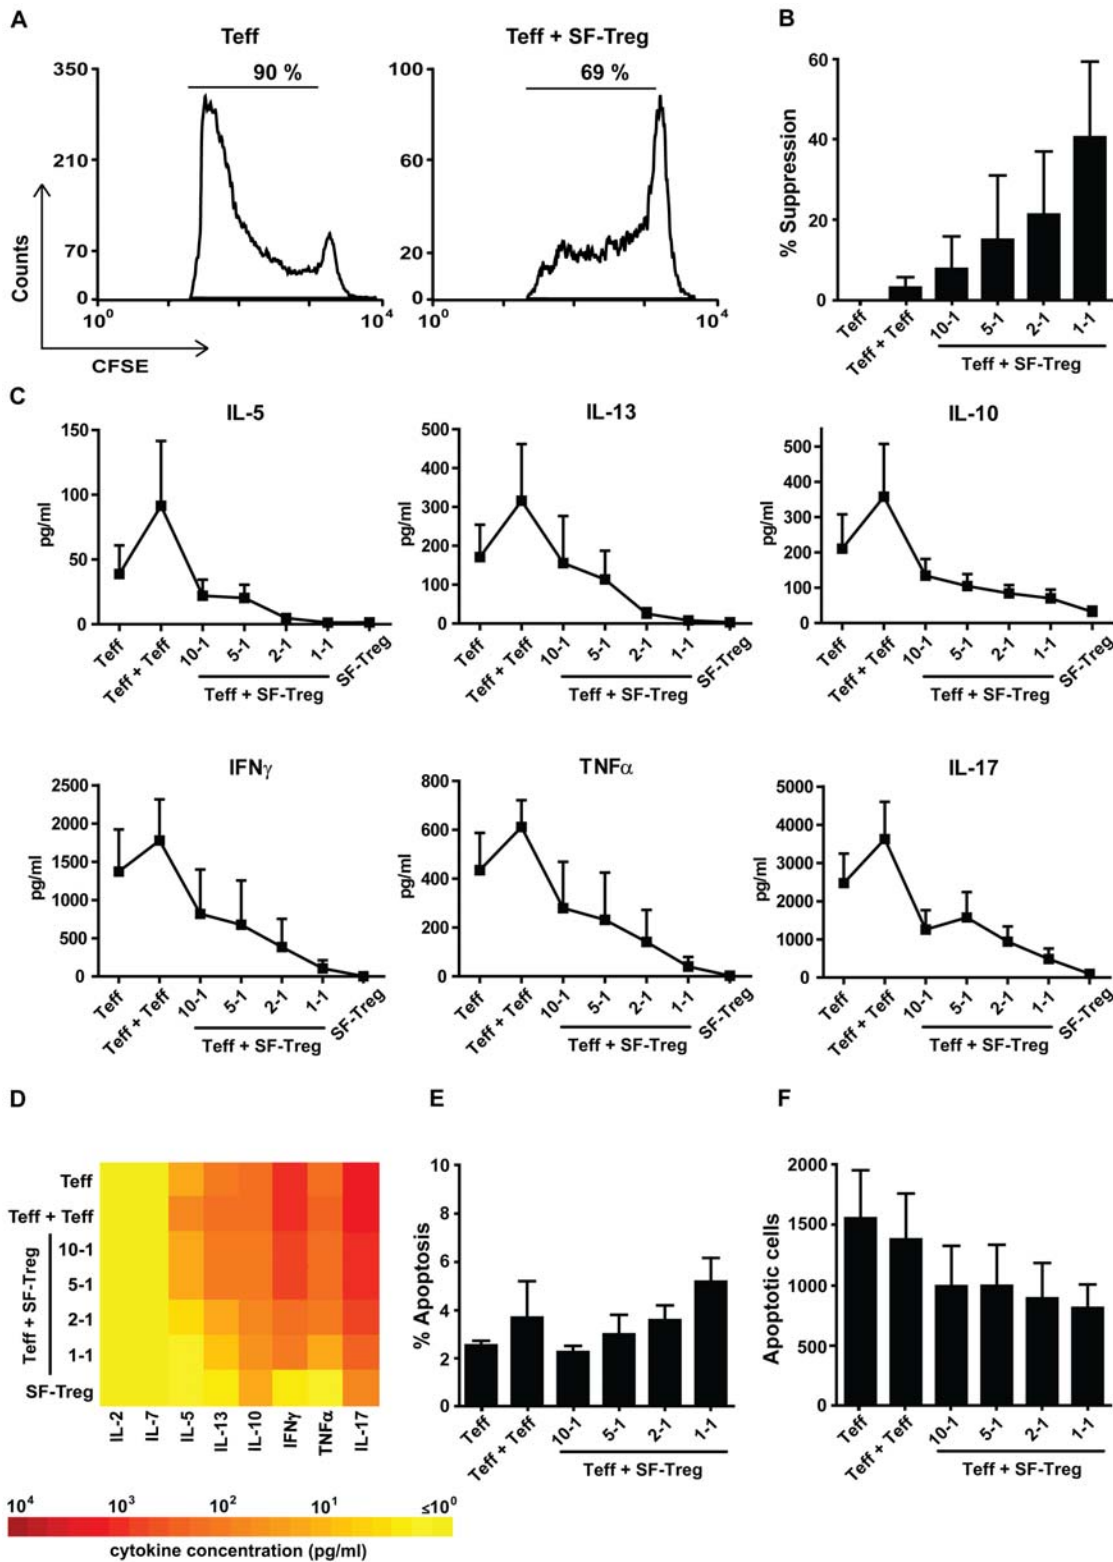 A
Teff
Teff + SF-Treg
350
210
70
0
90 %
10⁰
10⁴
Counts
CFSE
100
60
20
0
69 %
10⁰
10⁴
B
60
40
20
0
% Suppression
Teff
Teff + Teff
10-1
5-1
2-1
1-1
Teff + SF-Treg
C
IL-5
150
100
50
0
pg/ml
Teff
Teff + Teff
10-1
5-1
2-1
1-1
SF-Treg
Teff + SF-Treg
IL-13
500
400
300
200
100
0
pg/ml
Teff
Teff + Teff
10-1
5-1
2-1
1-1
SF-Treg
Teff + SF-Treg
IL-10
500
400
300
200
100
0
pg/ml
Teff
Teff + Teff
10-1
5-1
2-1
1-1
SF-Treg
Teff + SF-Treg
IFNγ
2500
2000
1500
1000
500
0
pg/ml
Teff
Teff + Teff
10-1
5-1
2-1
1-1
SF-Treg
Teff + SF-Treg
TNFα
800
600
400
200
0
pg/ml
Teff
Teff + Teff
10-1
5-1
2-1
1-1
SF-Treg
Teff + SF-Treg
IL-17
5000
4000
3000
2000
1000
0
pg/ml
Teff
Teff + Teff
10-1
5-1
2-1
1-1
SF-Treg
Teff + SF-Treg
D
Teff
Teff + Teff
Teff + SF-Treg
10-1
5-1
2-1
1-1
SF-Treg
IL-2
IL-7
IL-5
IL-13
IL-10
IFNγ
TNFα
IL-17
10⁴
10³
10²
10¹
≤10⁰
cytokine concentration (pg/ml)
E
10
8
6
4
2
0
% Apoptosis
Teff
Teff + Teff
10-1
5-1
2-1
1-1
Teff + SF-Treg
F
2000
1500
1000
500
0
Apoptotic cells
Teff
Teff + Teff
10-1
5-1
2-1
1-1
Teff + SF-Treg